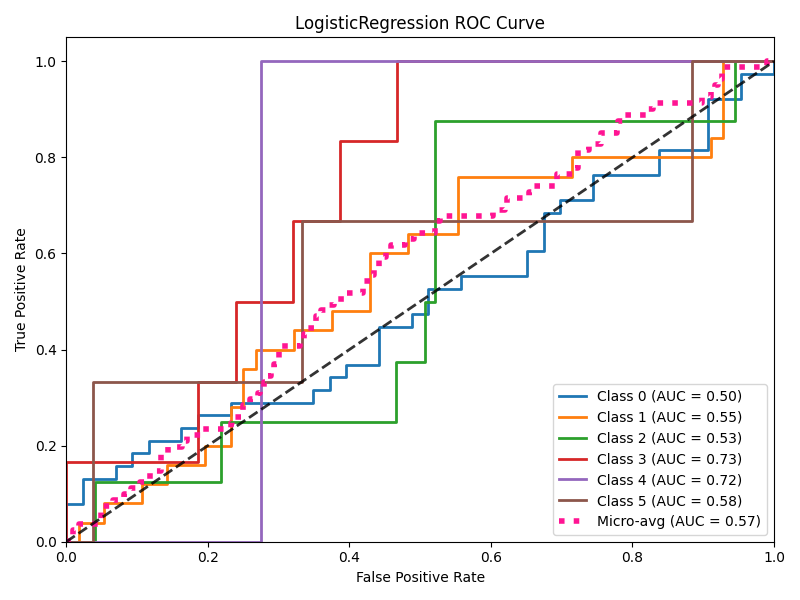 LogisticRegression ROC Curve
True Positive Rate
1.0
0.8
0.6
0.4
0.2
0.0
Class 0 (AUC = 0.50)
Class 1 (AUC = 0.55)
Class 2 (AUC = 0.53)
Class 3 (AUC = 0.73)
Class 4 (AUC = 0.72)
Class 5 (AUC = 0.58)
Micro-avg (AUC = 0.57)
0.0 0.2 0.4 0.6 0.8 1.0
False Positive Rate